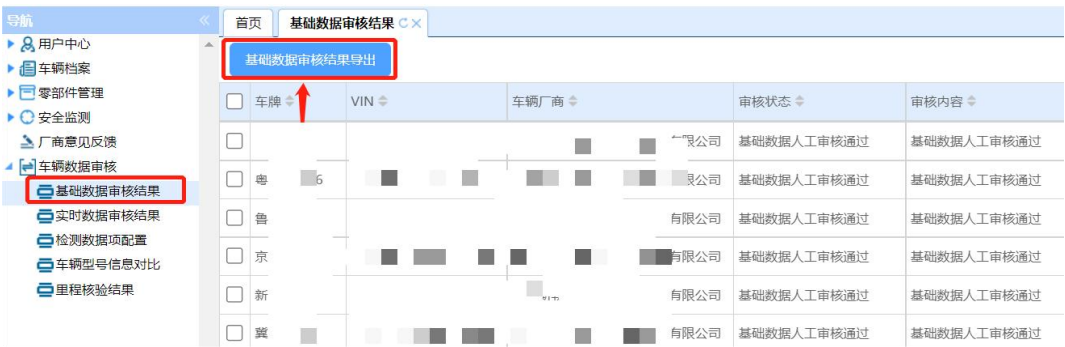 导航
用户中心
车辆档案
零部件管理
安全监测
厂商意见反馈
车辆数据审核
基础数据审核结果
实时数据审核结果
检测数据项配置
车辆型号信息对比
里程核验结果
首页 基础数据审核结果
基础数据审核结果导出
车牌 VIN 车辆厂商 审核状态 审核内容
限公司 基础数据人工审核通过 基础数据人工审核通过
粤 6 限公司 基础数据人工审核通过 基础数据人工审核通过
鲁 有限公司 基础数据人工审核通过 基础数据人工审核通过
京 有限公司 基础数据人工审核通过 基础数据人工审核通过
新 有限公司 基础数据人工审核通过 基础数据人工审核通过
冀 有限公司 基础数据人工审核通过 基础数据人工审核通过